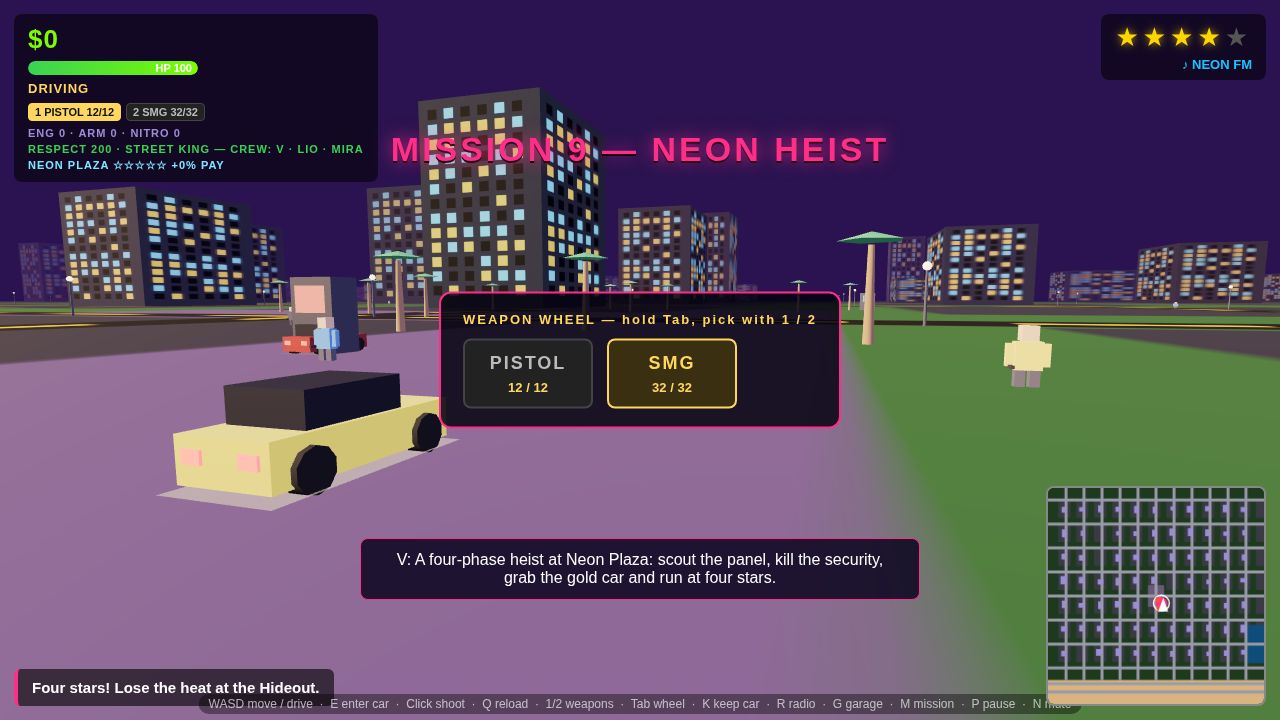 $0
HP 100
DRIVING
1 PISTOL 12/12 2 SMG 32/32
ENG 0 · ARM 0 · NITRO 0
RESPECT 200 · STREET KING — CREW: V · LIO · MIRA
NEON PLAZA ☆☆☆☆☆ +0% PAY
★★★★★
♪ NEON FM
MISSION 9 — NEON HEIST
WEAPON WHEEL — hold Tab, pick with 1 / 2
PISTOL
12 / 12
SMG
32 / 32
V: A four-phase heist at Neon Plaza: scout the panel, kill the security,
grab the gold car and run at four stars.
Four stars! Lose the heat at the Hideout.
WASD move / drive · E enter car · Click shoot · Q reload · 1/2 weapons · Tab wheel · K keep car · R radio · G garage · M mission · P pause · N mute